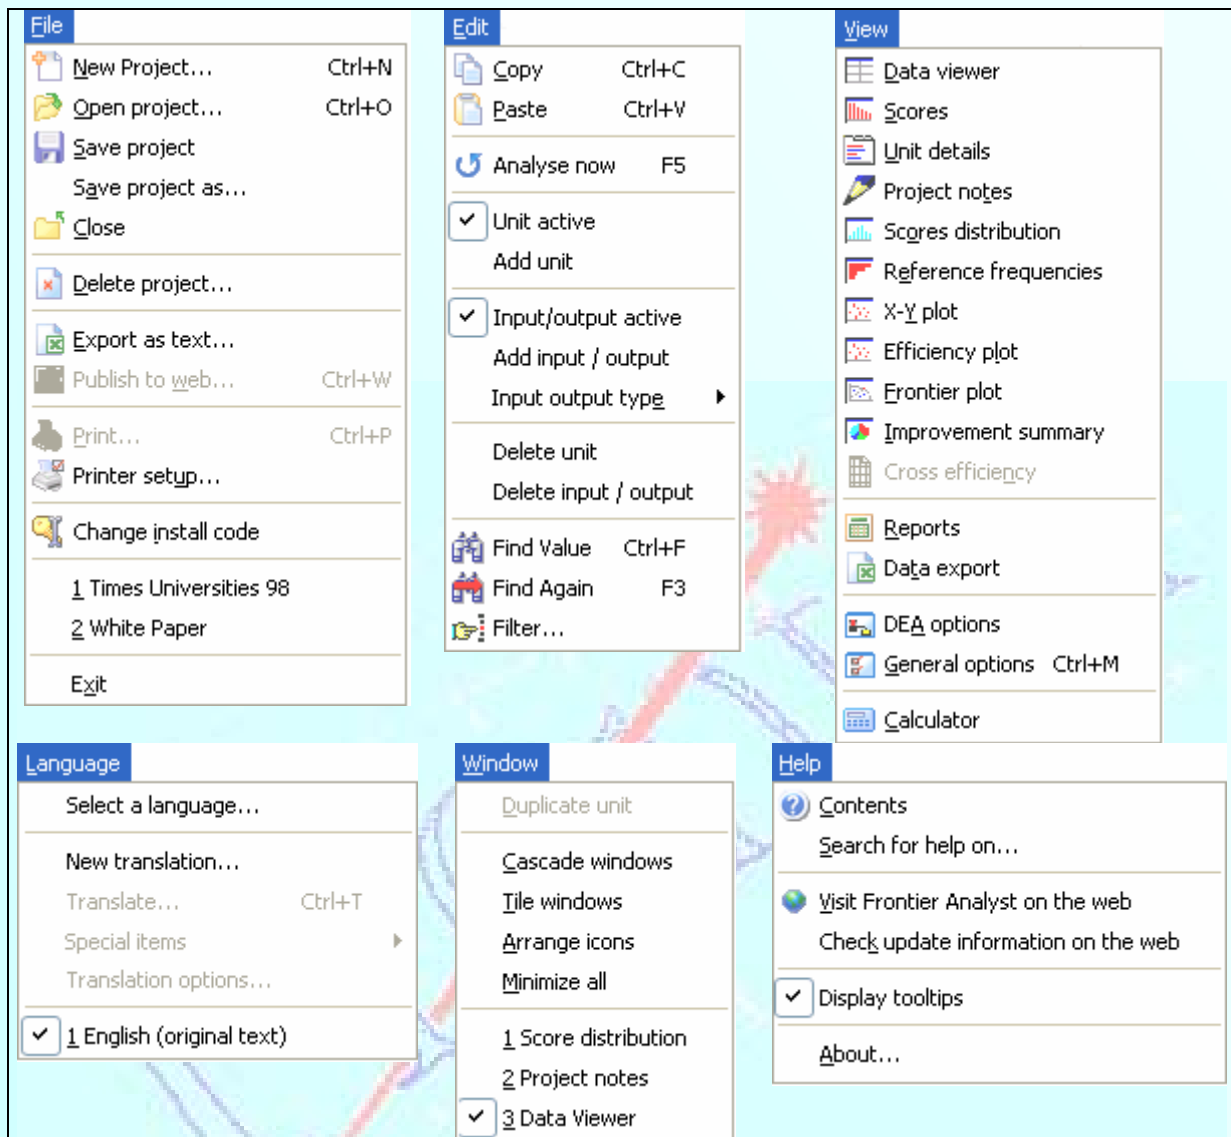 File
New Project... Ctrl+N
Open project... Ctrl+O
Save project
Save project as...
Close
Delete project...
Export as text...
Publish to web... Ctrl+W
Print... Ctrl+P
Printer setup...
Change install code
1 Times Universities 98
2 White Paper
Exit
Edit
Copy Ctrl+C
Paste Ctrl+V
Analyse now F5
Unit active
Add unit
Input/output active
Add input / output
Input output type
Delete unit
Delete input / output
Find Value Ctrl+F
Find Again F3
Filter...
View
Data viewer
Scores
Unit details
Project notes
Scores distribution
Reference frequencies
X-Y plot
Efficiency plot
Frontier plot
Improvement summary
Cross efficiency
Reports
Data export
DEA options
General options Ctrl+M
Calculator
Language
Select a language...
New translation...
Translate... Ctrl+T
Special items
Translation options...
1 English (original text)
Window
Duplicate unit
Cascade windows
Tile windows
Arrange icons
Minimize all
1 Score distribution
2 Project notes
3 Data Viewer
Help
Contents
Search for help on...
Visit Frontier Analyst on the web
Check update information on the web
Display tooltips
About...